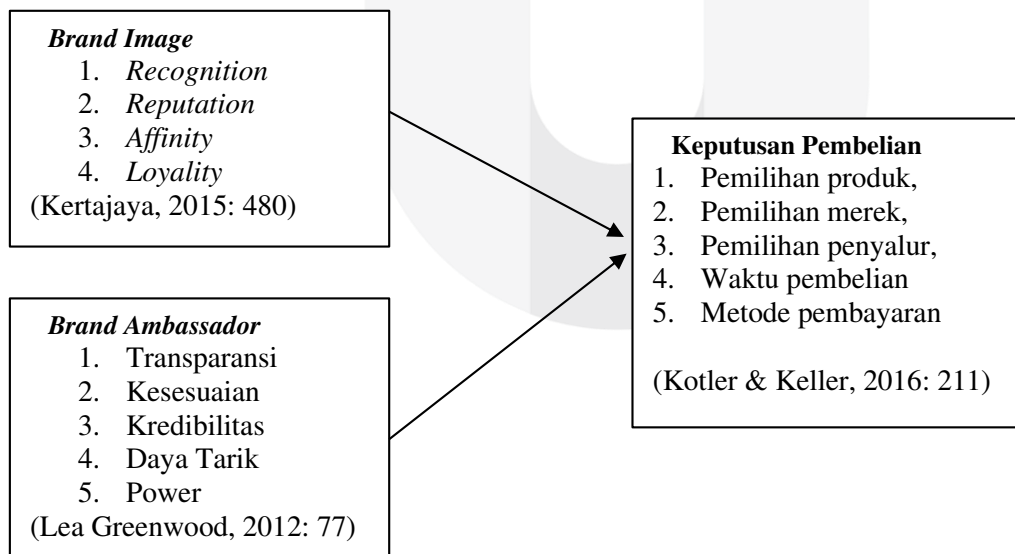 Brand Image
1. Recognition
2. Reputation
3. Affinity
4. Loyality
(Kertajaya, 2015: 480)
Brand Ambassador
1. Transparansi
2. Kesesuaian
3. Kredibilitas
4. Daya Tarik
5. Power
(Lea Greenwood, 2012: 77)
Keputusan Pembelian
1. Pemilihan produk,
2. Pemilihan merek,
3. Pemilihan penyalur,
4. Waktu pembelian
5. Metode pembayaran
(Kotler & Keller, 2016: 211)